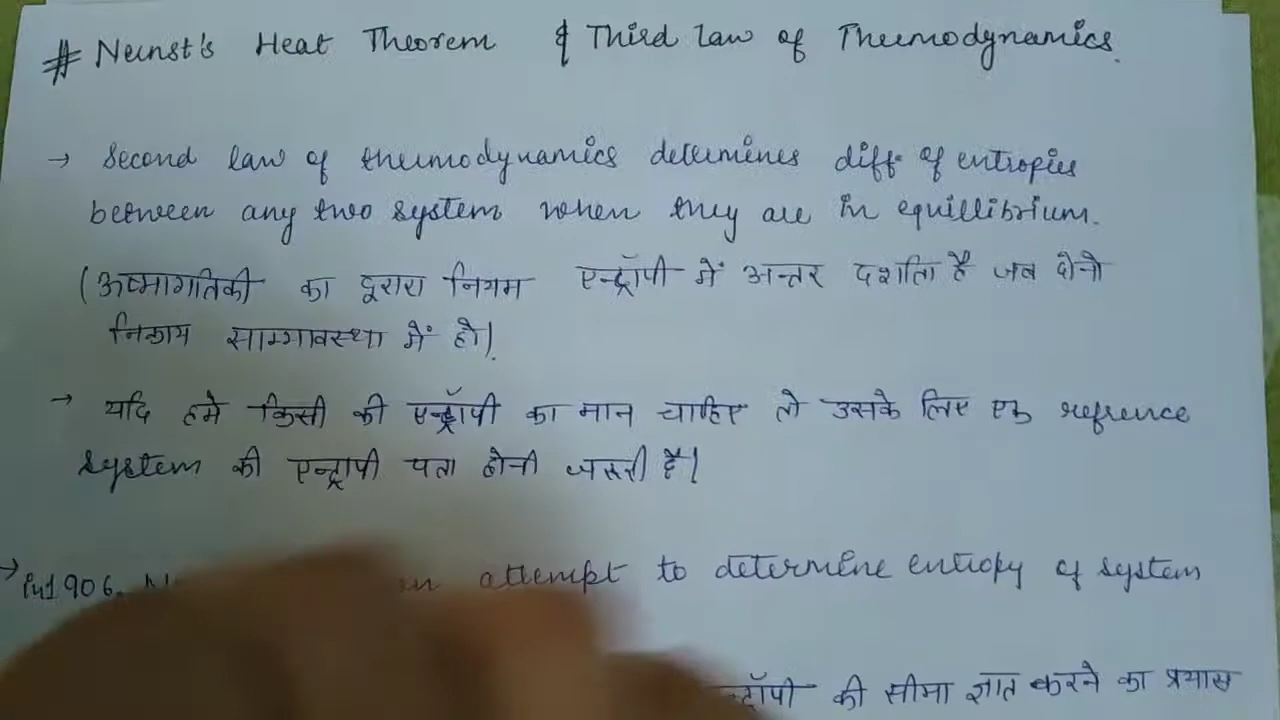 # Nernst's Heat Theorem & Third law of Thermodynamics.
→ Second law of thermodynamics determines diff of entropies
between any two system when they are in equillibrium.
(ऊष्मागतिकी का दूसरा नियम एन्ट्रॉपी में अन्तर दर्शाता है जब दोनो
निकाय साम्यावस्था में हो).
→ यदि हमे किसी की एन्ट्रॉपी का मान चाहिए तो उसके लिए एक refrence
system की एन्ट्रापी पता होनी जरूरी है।
→ In 1906, attempt to determine entropy of system
की सीमा ज्ञात करने का प्रयास